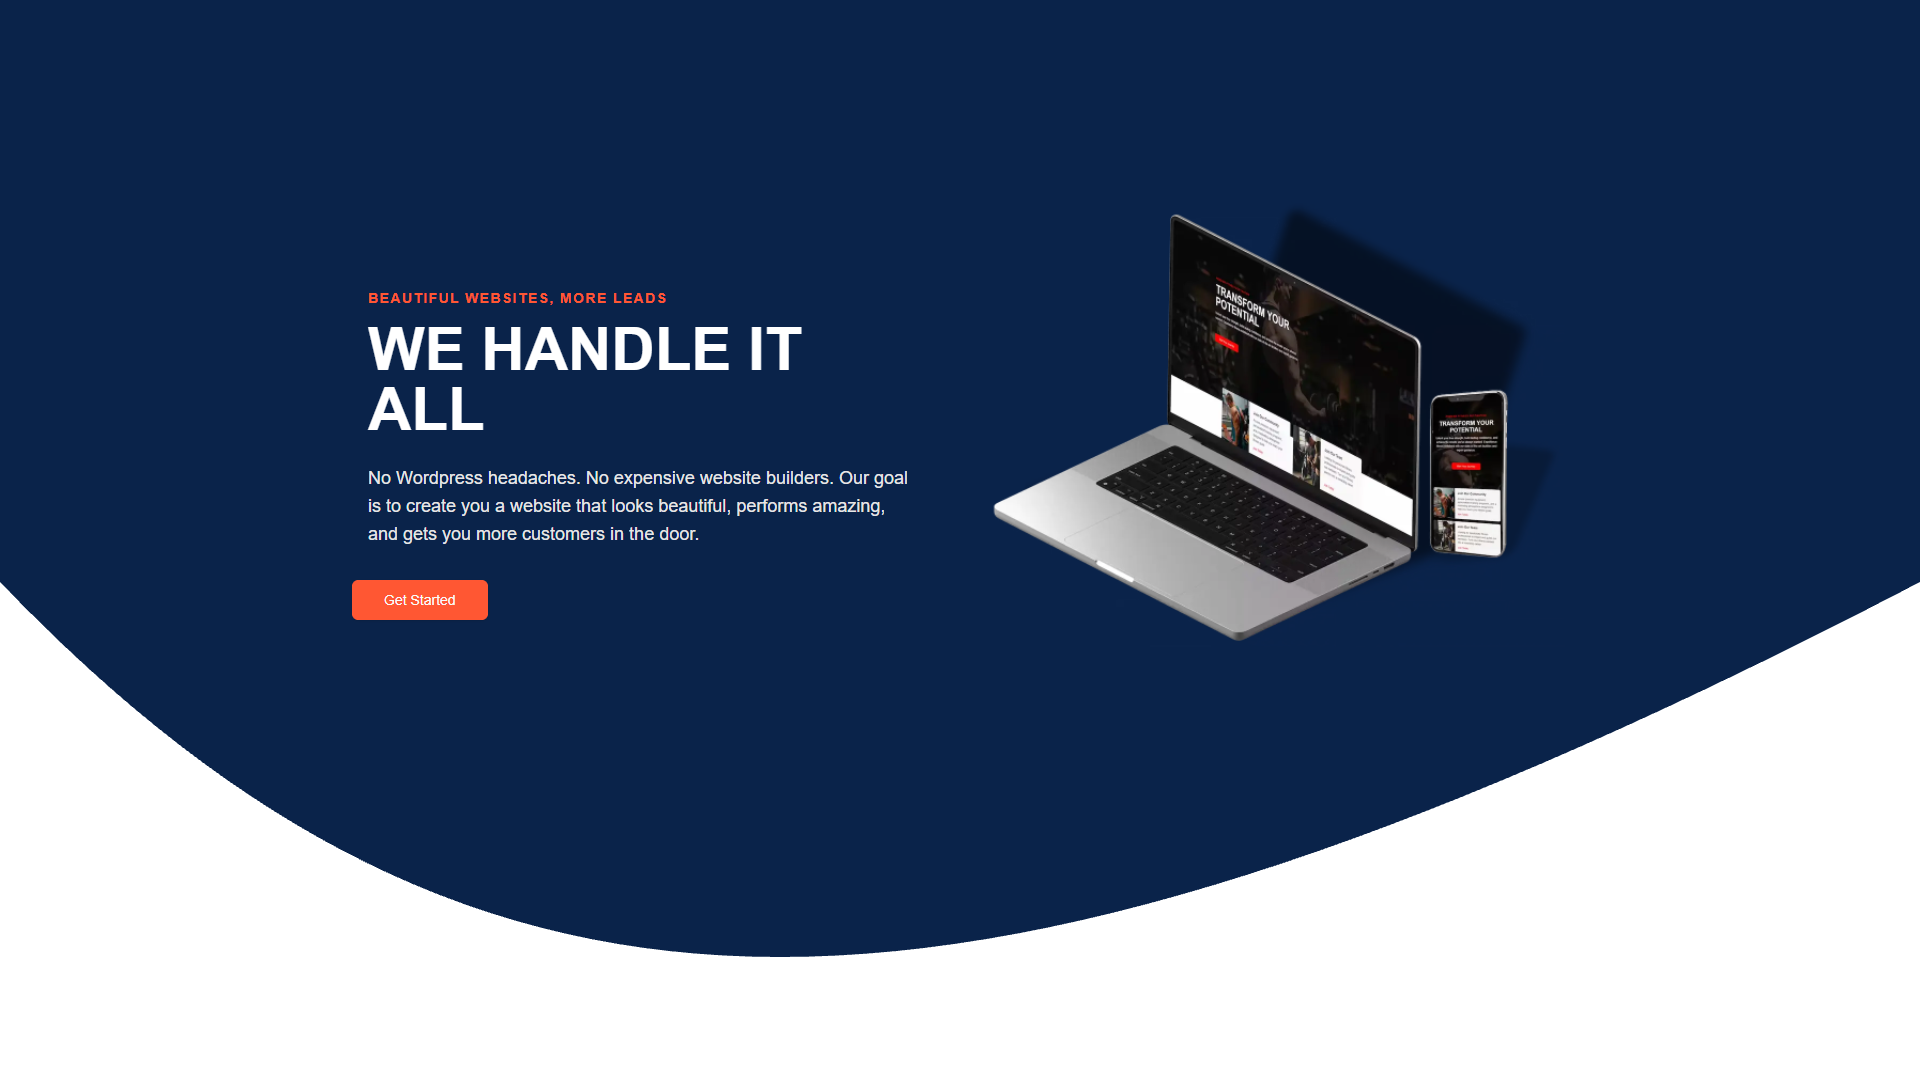 BEAUTIFUL WEBSITES, MORE LEADS
WE HANDLE IT
ALL
No Wordpress headaches. No expensive website builders. Our goal
is to create you a website that looks beautiful, performs amazing,
and gets you more customers in the door.
Get Started
TRANSFORM YOUR
POTENTIAL
TRANSFORM YOUR
POTENTIAL